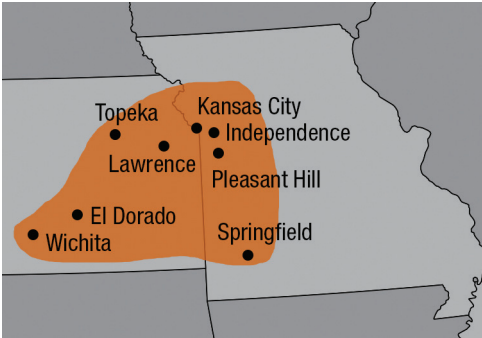 Topeka
Kansas City
Independence
Lawrence
Pleasant Hill
El Dorado
Springfield
Wichita